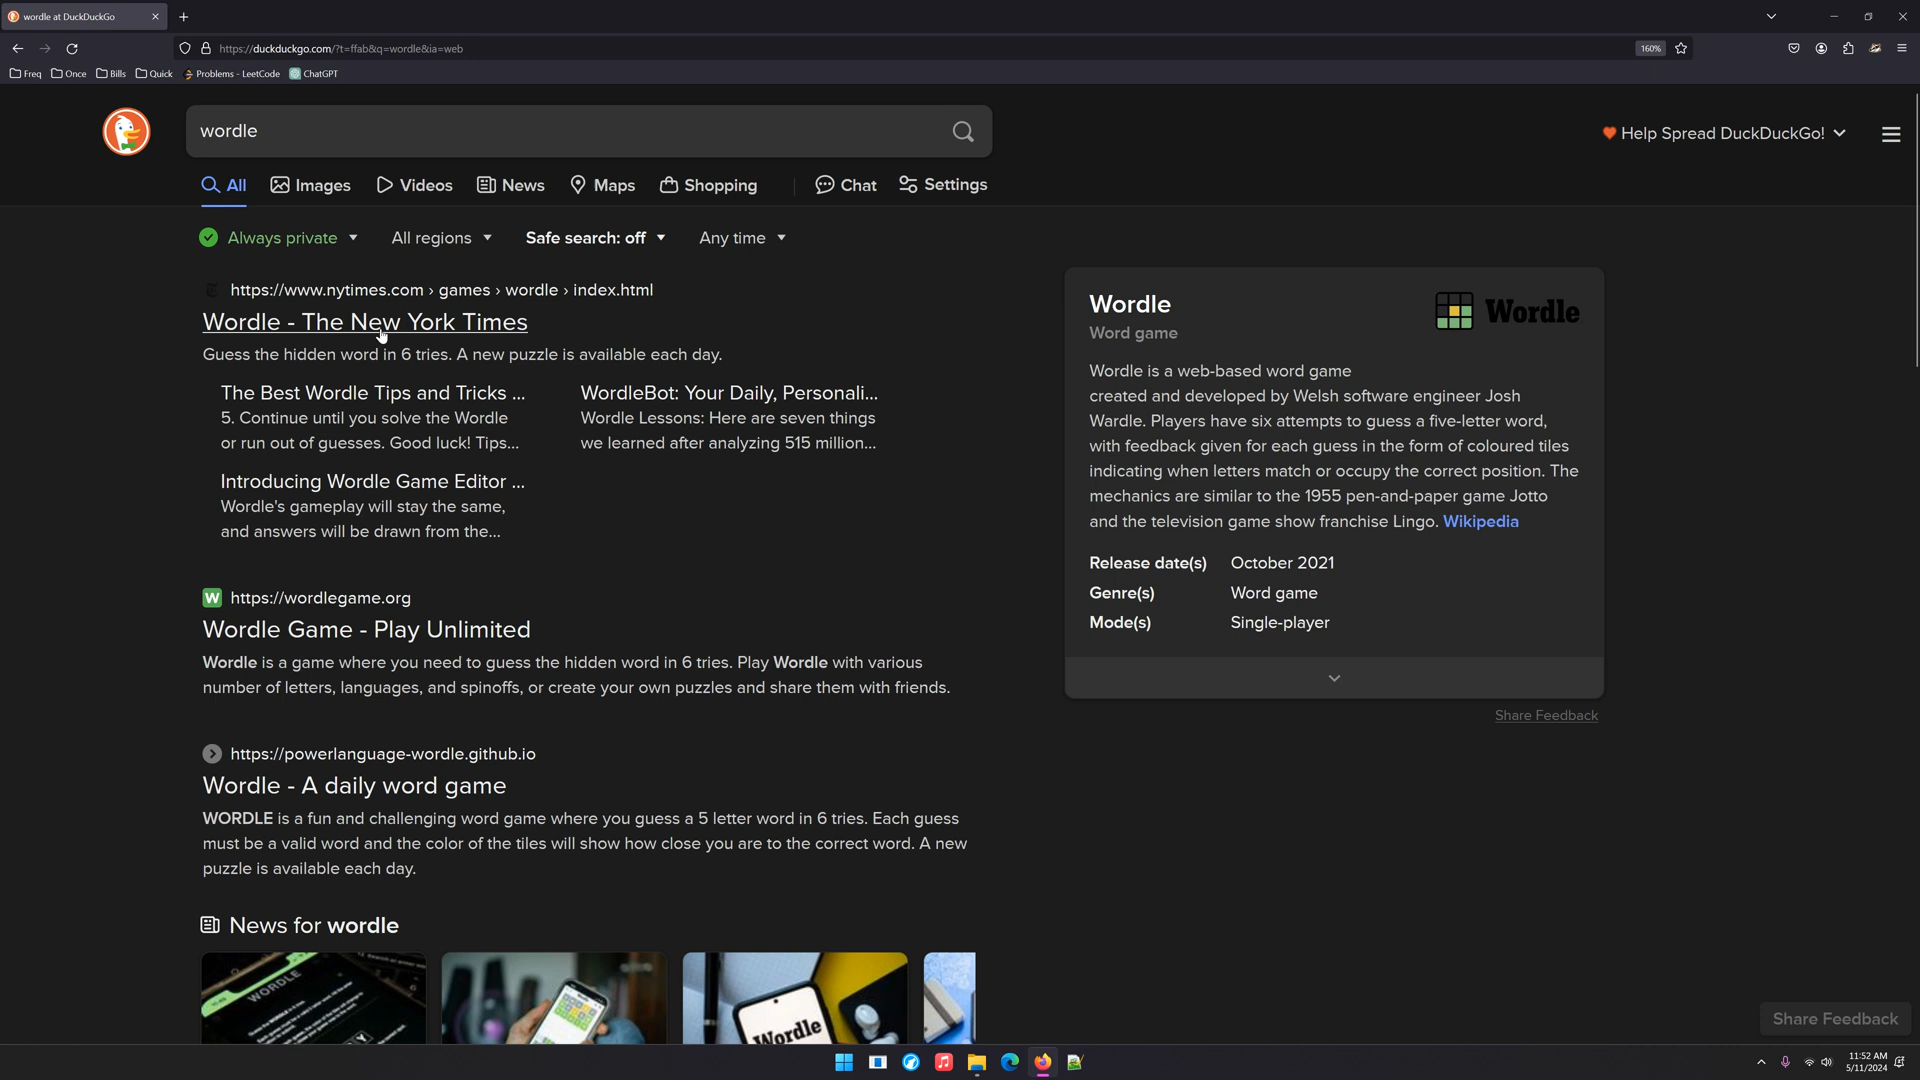 wordle at DuckDuckGo
https://duckduckgo.com/?t=ffab&q=wordle&ia=web
160%
Freq Once Bills Quick Problems - LeetCode ChatGPT
wordle
Help Spread DuckDuckGo!
All Images Videos News Maps Shopping Chat Settings
Always private All regions Safe search: off Any time
https://www.nytimes.com › games › wordle › index.html
Wordle - The New York Times
Guess the hidden word in 6 tries. A new puzzle is available each day.
The Best Wordle Tips and Tricks ...
5. Continue until you solve the Wordle
or run out of guesses. Good luck! Tips...
WordleBot: Your Daily, Personali...
Wordle Lessons: Here are seven things
we learned after analyzing 515 million...
Introducing Wordle Game Editor ...
Wordle's gameplay will stay the same,
and answers will be drawn from the...
W https://wordlegame.org
Wordle Game - Play Unlimited
Wordle is a game where you need to guess the hidden word in 6 tries. Play Wordle with various
number of letters, languages, and spinoffs, or create your own puzzles and share them with friends.
https://powerlanguage-wordle.github.io
Wordle - A daily word game
WORDLE is a fun and challenging word game where you guess a 5 letter word in 6 tries. Each guess
must be a valid word and the color of the tiles will show how close you are to the correct word. A new
puzzle is available each day.
News for wordle
WORDLE
Wordle
Wordle
Word game
Wordle
Wordle is a web-based word game
created and developed by Welsh software engineer Josh
Wardle. Players have six attempts to guess a five-letter word,
with feedback given for each guess in the form of coloured tiles
indicating when letters match or occupy the correct position. The
mechanics are similar to the 1955 pen-and-paper game Jotto
and the television game show franchise Lingo. Wikipedia
Release date(s) October 2021
Genre(s) Word game
Mode(s) Single-player
Share Feedback
Share Feedback
11:52 AM
5/11/2024